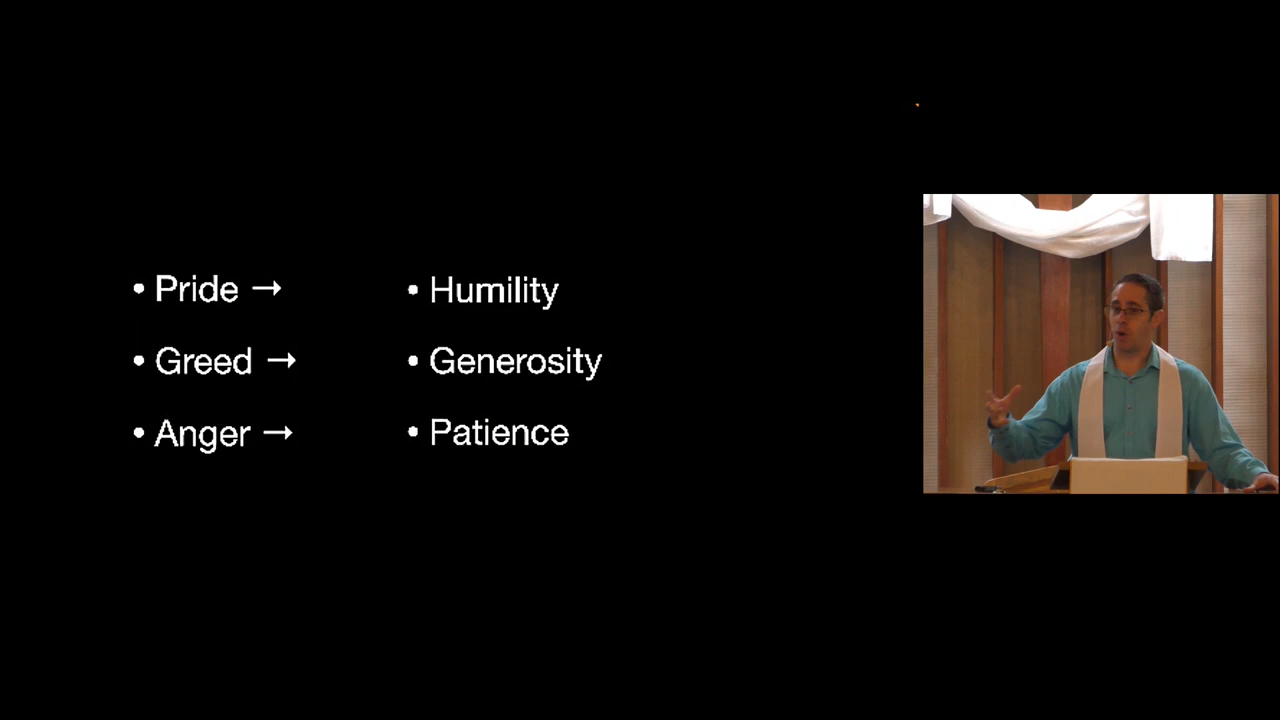 • Pride → • Humility
• Greed → • Generosity
• Anger → • Patience